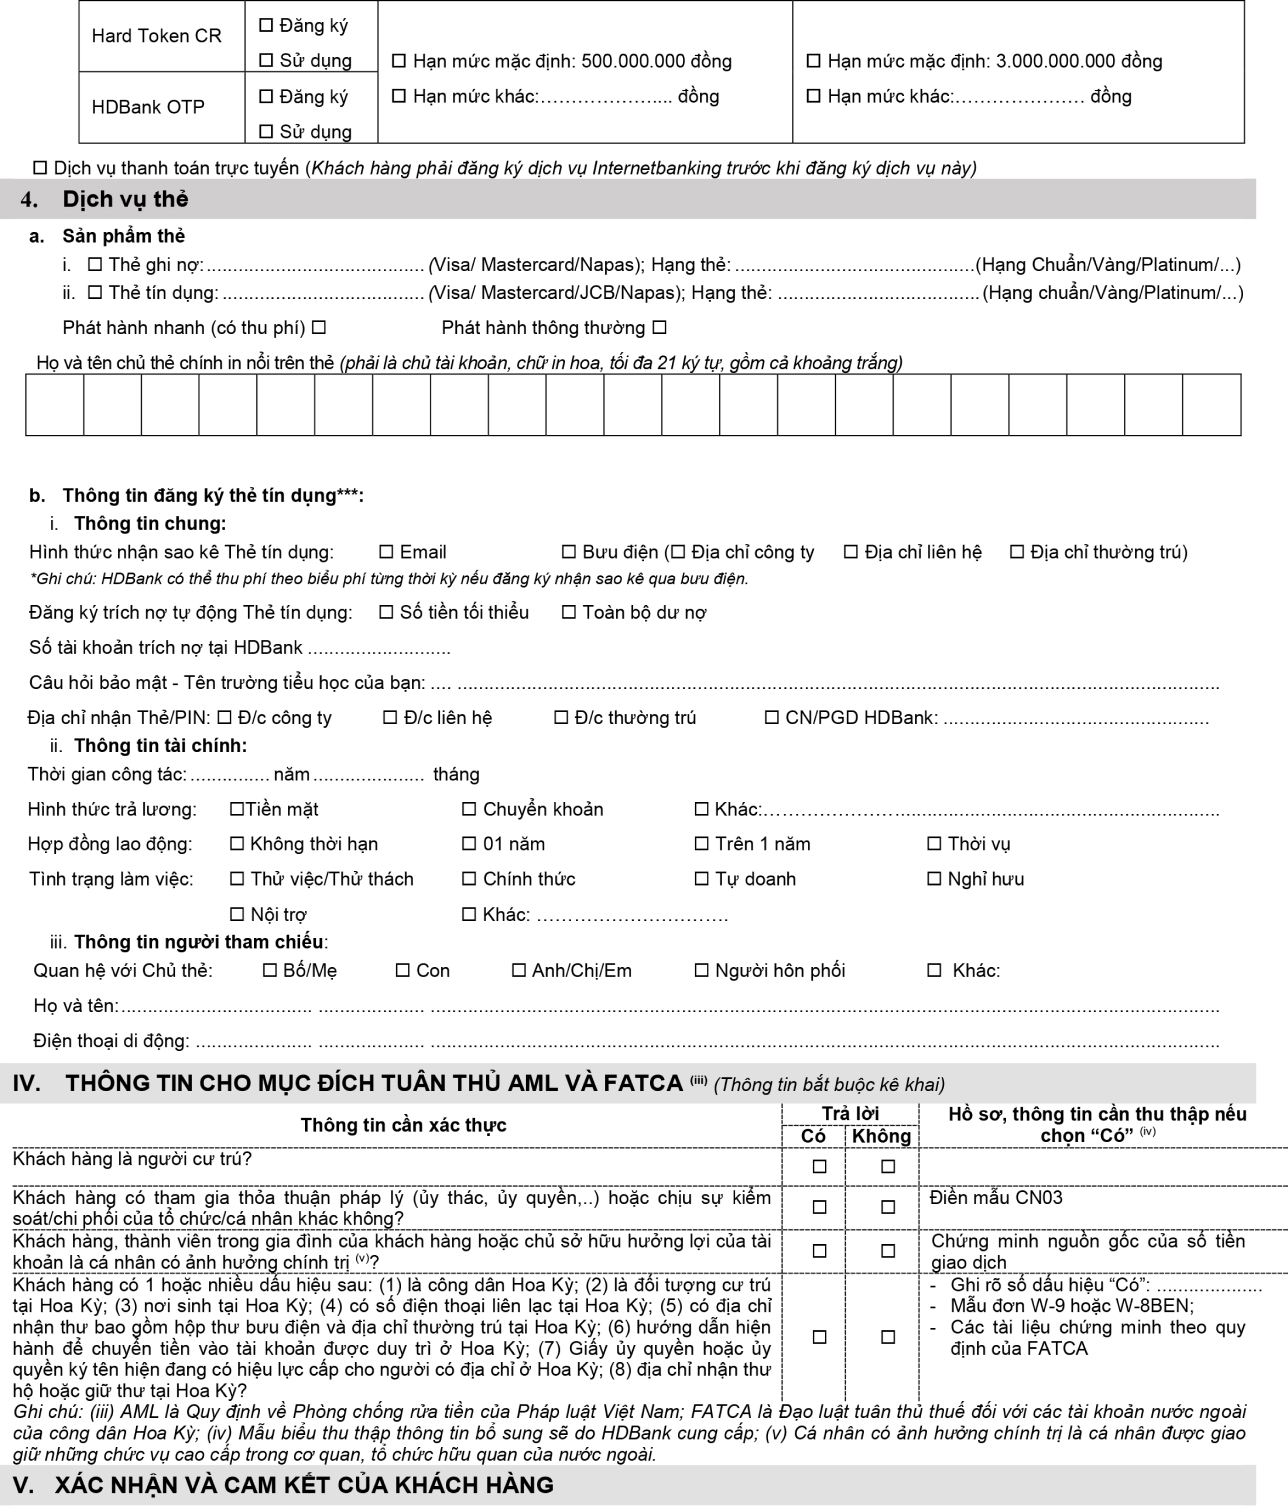 Hard Token CR ☐ Đăng ký
☐ Sử dụng ☐ Hạn mức mặc định: 500.000.000 đồng ☐ Hạn mức mặc định: 3.000.000.000 đồng
HDBank OTP ☐ Đăng ký ☐ Hạn mức khác:……………….... đồng ☐ Hạn mức khác:………………… đồng
☐ Sử dụng
☐ Dịch vụ thanh toán trực tuyến (Khách hàng phải đăng ký dịch vụ Internetbanking trước khi đăng ký dịch vụ này)
4. Dịch vụ thẻ
a. Sản phẩm thẻ
i. ☐ Thẻ ghi nợ:......................................... (Visa/ Mastercard/Napas); Hạng thẻ: .............................................(Hạng Chuẩn/Vàng/Platinum/...)
ii. ☐ Thẻ tín dụng: ...................................... (Visa/ Mastercard/JCB/Napas); Hạng thẻ: ...................................... (Hạng chuẩn/Vàng/Platinum/...)
Phát hành nhanh (có thu phí) ☐ Phát hành thông thường ☐
Họ và tên chủ thẻ chính in nổi trên thẻ (phải là chủ tài khoản, chữ in hoa, tối đa 21 ký tự, gồm cả khoảng trắng)
b. Thông tin đăng ký thẻ tín dụng***:
i. Thông tin chung:
Hình thức nhận sao kê Thẻ tín dụng: ☐ Email ☐ Bưu điện (☐ Địa chỉ công ty ☐ Địa chỉ liên hệ ☐ Địa chỉ thường trú)
*Ghi chú: HDBank có thể thu phí theo biểu phí từng thời kỳ nếu đăng ký nhận sao kê qua bưu điện.
Đăng ký trích nợ tự động Thẻ tín dụng: ☐ Số tiền tối thiểu ☐ Toàn bộ dư nợ
Số tài khoản trích nợ tại HDBank ...........................
Câu hỏi bảo mật - Tên trường tiểu học của bạn: .... ................................................................................................
Địa chỉ nhận Thẻ/PIN: ☐ Đ/c công ty ☐ Đ/c liên hệ ☐ Đ/c thường trú ☐ CN/PGD HDBank: ..................................................
ii. Thông tin tài chính:
Thời gian công tác: ............... năm ..................... tháng
Hình thức trả lương: ☐Tiền mặt ☐ Chuyển khoản ☐ Khác:…………………............................................................
Hợp đồng lao động: ☐ Không thời hạn ☐ 01 năm ☐ Trên 1 năm ☐ Thời vụ
Tình trạng làm việc: ☐ Thử việc/Thử thách ☐ Chính thức ☐ Tự doanh ☐ Nghỉ hưu
☐ Nội trợ ☐ Khác: ……………………….
iii. Thông tin người tham chiếu:
Quan hệ với Chủ thẻ: ☐ Bố/Mẹ ☐ Con ☐ Anh/Chị/Em ☐ Người hôn phối ☐ Khác:
Họ và tên:.................................... .................... ................................................................................................
Điện thoại di động: ...................... .................... ................................................................................................
IV. THÔNG TIN CHO MỤC ĐÍCH TUÂN THỦ AML VÀ FATCA (iii) (Thông tin bắt buộc kê khai)
Thông tin cần xác thực Trả lời Hồ sơ, thông tin cần thu thập nếu
Có Không chọn “Có” (iv)
Khách hàng là người cư trú? ☐ ☐
Khách hàng có tham gia thỏa thuận pháp lý (ủy thác, ủy quyền,..) hoặc chịu sự kiểm ☐ ☐ Điền mẫu CN03
soát/chi phối của tổ chức/cá nhân khác không?
Khách hàng, thành viên trong gia đình của khách hàng hoặc chủ sở hữu hưởng lợi của tài ☐ ☐ Chứng minh nguồn gốc của số tiền
khoản là cá nhân có ảnh hưởng chính trị (v)? giao dịch
Khách hàng có 1 hoặc nhiều dấu hiệu sau: (1) là công dân Hoa Kỳ; (2) là đối tượng cư trú - Ghi rõ số dấu hiệu “Có”: ....................
tại Hoa Kỳ; (3) nơi sinh tại Hoa Kỳ; (4) có số điện thoại liên lạc tại Hoa Kỳ; (5) có địa chỉ - Mẫu đơn W-9 hoặc W-8BEN;
nhận thư bao gồm hộp thư bưu điện và địa chỉ thường trú tại Hoa Kỳ; (6) hướng dẫn hiện ☐ ☐ - Các tài liệu chứng minh theo quy
hành để chuyển tiền vào tài khoản được duy trì ở Hoa Kỳ; (7) Giấy ủy quyền hoặc ủy định của FATCA
quyền ký tên hiện đang có hiệu lực cấp cho người có địa chỉ ở Hoa Kỳ; (8) địa chỉ nhận thư
hộ hoặc giữ thư tại Hoa Kỳ?
Ghi chú: (iii) AML là Quy định về Phòng chống rửa tiền của Pháp luật Việt Nam; FATCA là Đạo luật tuân thủ thuế đối với các tài khoản nước ngoài
của công dân Hoa Kỳ; (iv) Mẫu biểu thu thập thông tin bổ sung sẽ do HDBank cung cấp; (v) Cá nhân có ảnh hưởng chính trị là cá nhân được giao
giữ những chức vụ cao cấp trong cơ quan, tổ chức hữu quan của nước ngoài.
V. XÁC NHẬN VÀ CAM KẾT CỦA KHÁCH HÀNG